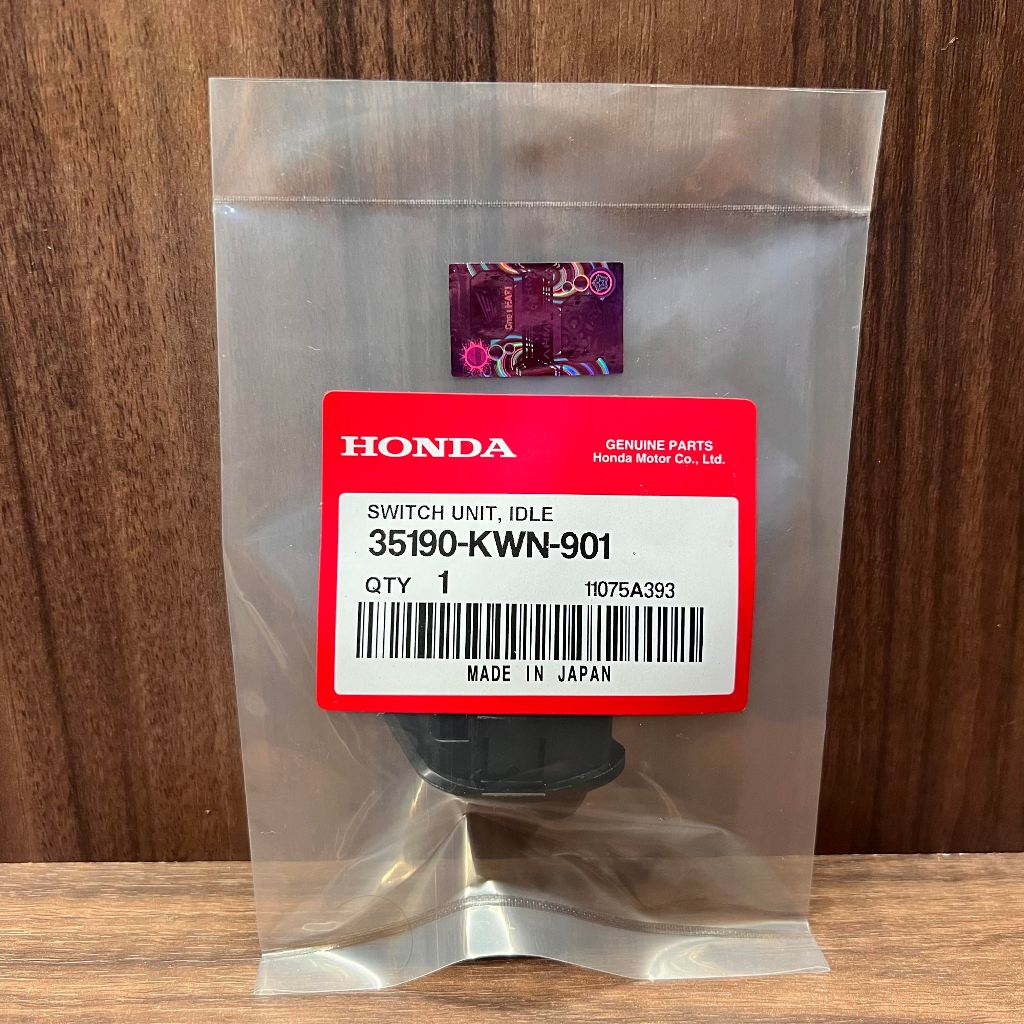 HONDA
GENUINE PARTS
Honda Motor Co., Ltd.
SWITCH UNIT, IDLE
35190-KWN-901
QTY 1
11075A393
MADE IN JAPAN